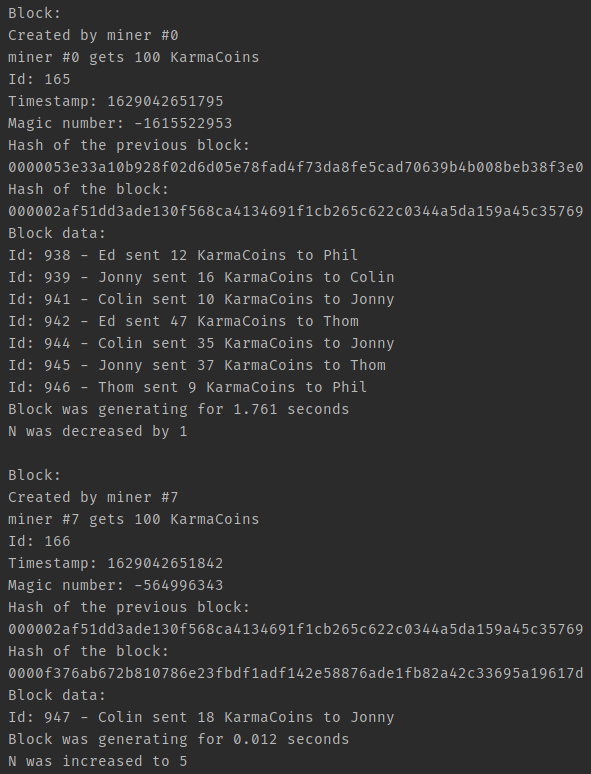 Block:
Created by miner #0
miner #0 gets 100 KarmaCoins
Id: 165
Timestamp: 1629042651795
Magic number: -1615522953
Hash of the previous block:
0000053e33a10b928f02d6d05e78fad4f73da8fe5cad70639b4b008beb38f3e0
Hash of the block:
000002af51dd3ade130f568ca4134691f1cb265c622c0344a5da159a45c35769
Block data:
Id: 938 - Ed sent 12 KarmaCoins to Phil
Id: 939 - Jonny sent 16 KarmaCoins to Colin
Id: 941 - Colin sent 10 KarmaCoins to Jonny
Id: 942 - Ed sent 47 KarmaCoins to Thom
Id: 944 - Colin sent 35 KarmaCoins to Jonny
Id: 945 - Jonny sent 37 KarmaCoins to Thom
Id: 946 - Thom sent 9 KarmaCoins to Phil
Block was generating for 1.761 seconds
N was decreased by 1
Block:
Created by miner #7
miner #7 gets 100 KarmaCoins
Id: 166
Timestamp: 1629042651842
Magic number: -564996343
Hash of the previous block:
000002af51dd3ade130f568ca4134691f1cb265c622c0344a5da159a45c35769
Hash of the block:
0000f376ab672b810786e23fbdf1adf142e58876ade1fb82a42c33695a19617d
Block data:
Id: 947 - Colin sent 18 KarmaCoins to Jonny
Block was generating for 0.012 seconds
N was increased to 5